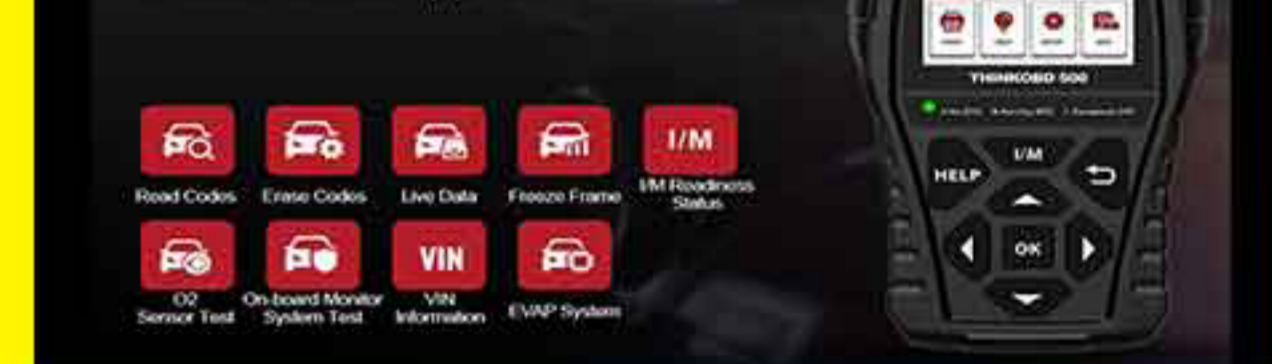 THINKOBD 500
I/M
HELP
OK
I/M
Read Codes
Erase Codes
Live Data
Freeze Frame
I/M Readiness
Status
VIN
O2
Sensor Test
On-board Monitor
System Test
VIN
Information
EVAP System